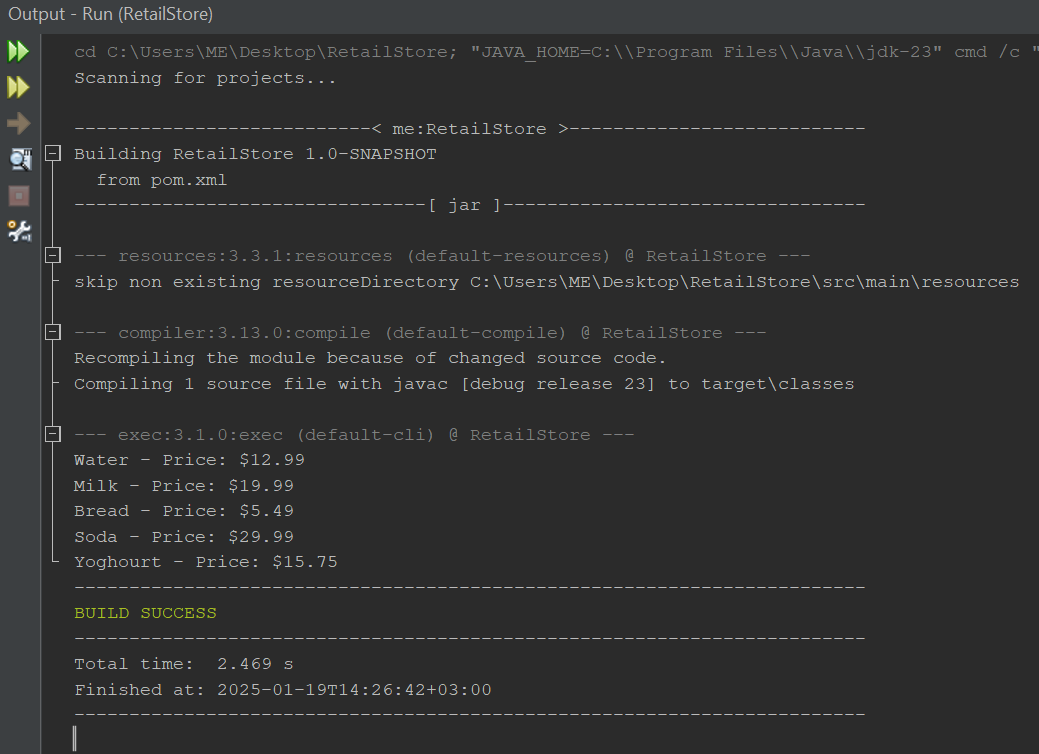 Output - Run (RetailStore)
cd C:\Users\ME\Desktop\RetailStore; "JAVA_HOME=C:\\Program Files\\Java\\jdk-23" cmd /c "
Scanning for projects...
---------------------------< me:RetailStore >---------------------------
Building RetailStore 1.0-SNAPSHOT
  from pom.xml
--------------------------------[ jar ]---------------------------------
--- resources:3.3.1:resources (default-resources) @ RetailStore ---
skip non existing resourceDirectory C:\Users\ME\Desktop\RetailStore\src\main\resources
--- compiler:3.13.0:compile (default-compile) @ RetailStore ---
Recompiling the module because of changed source code.
Compiling 1 source file with javac [debug release 23] to target\classes
--- exec:3.1.0:exec (default-cli) @ RetailStore ---
Water - Price: $12.99
Milk - Price: $19.99
Bread - Price: $5.49
Soda - Price: $29.99
Yoghourt - Price: $15.75
------------------------------------------------------------------------
BUILD SUCCESS
------------------------------------------------------------------------
Total time:  2.469 s
Finished at: 2025-01-19T14:26:42+03:00
------------------------------------------------------------------------